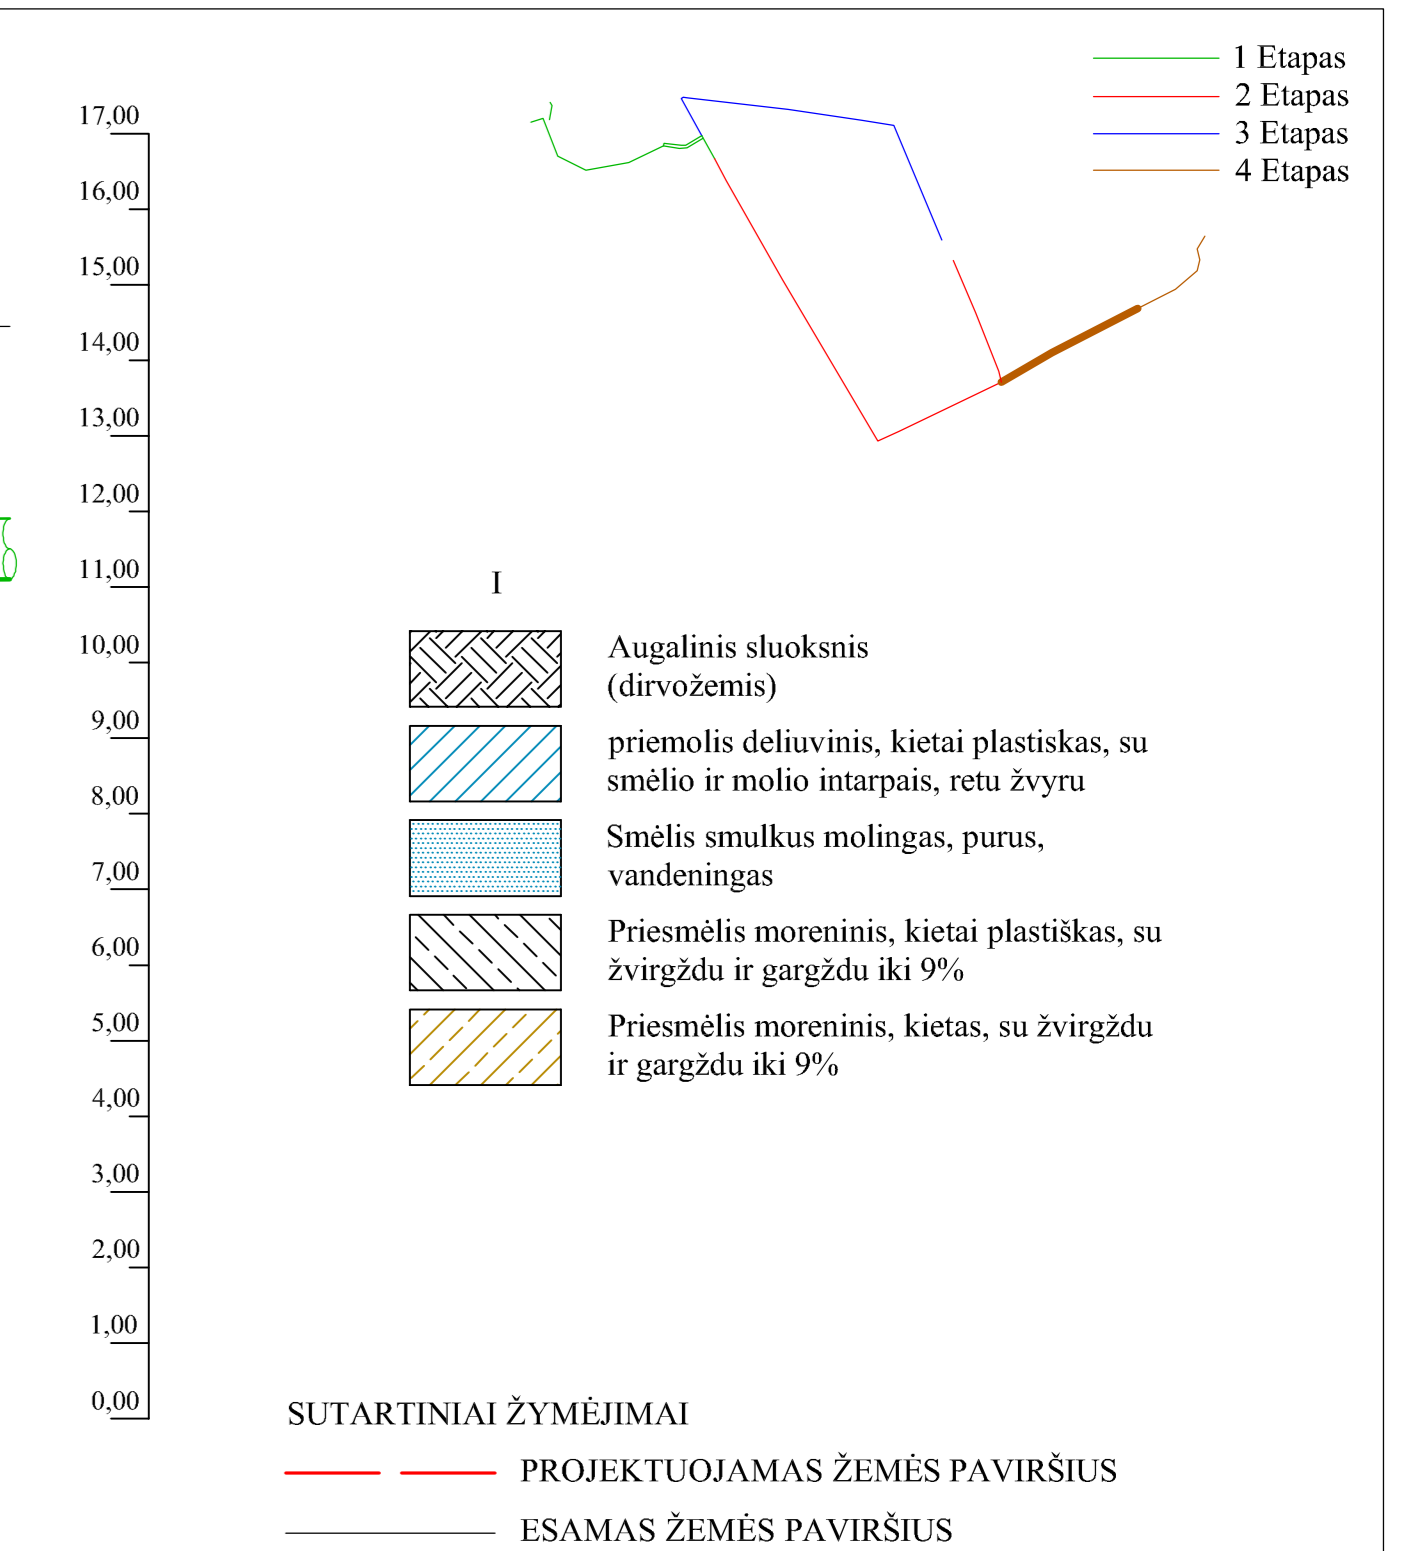 1 Etapas
2 Etapas
3 Etapas
4 Etapas
17,00
16,00
15,00
14,00
13,00
12,00
11,00
10,00
9,00
8,00
7,00
6,00
5,00
4,00
3,00
2,00
1,00
0,00
I
Augalinis sluoksnis
(dirvožemis)
priemolis deliuvinis, kietai plastiskas, su
smėlio ir molio intarpais, retu žvyru
Smėlis smulkus molingas, purus,
vandeningas
Priesmėlis moreninis, kietai plastiškas, su
žvirgždu ir gargždu iki 9%
Priesmėlis moreninis, kietas, su žvirgždu
ir gargždu iki 9%
SUTARTINIAI ŽYMĖJIMAI
PROJEKTUOJAMAS ŽEMĖS PAVIRŠIUS
ESAMAS ŽEMĖS PAVIRŠIUS